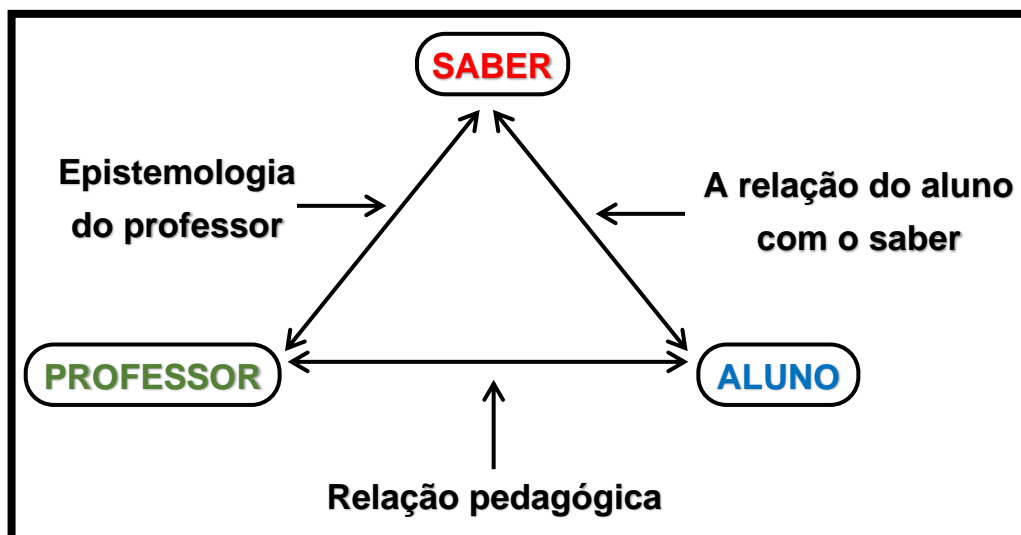 SABER
Epistemologia
do professor
A relação do aluno
com o saber
PROFESSOR
ALUNO
Relação pedagógica